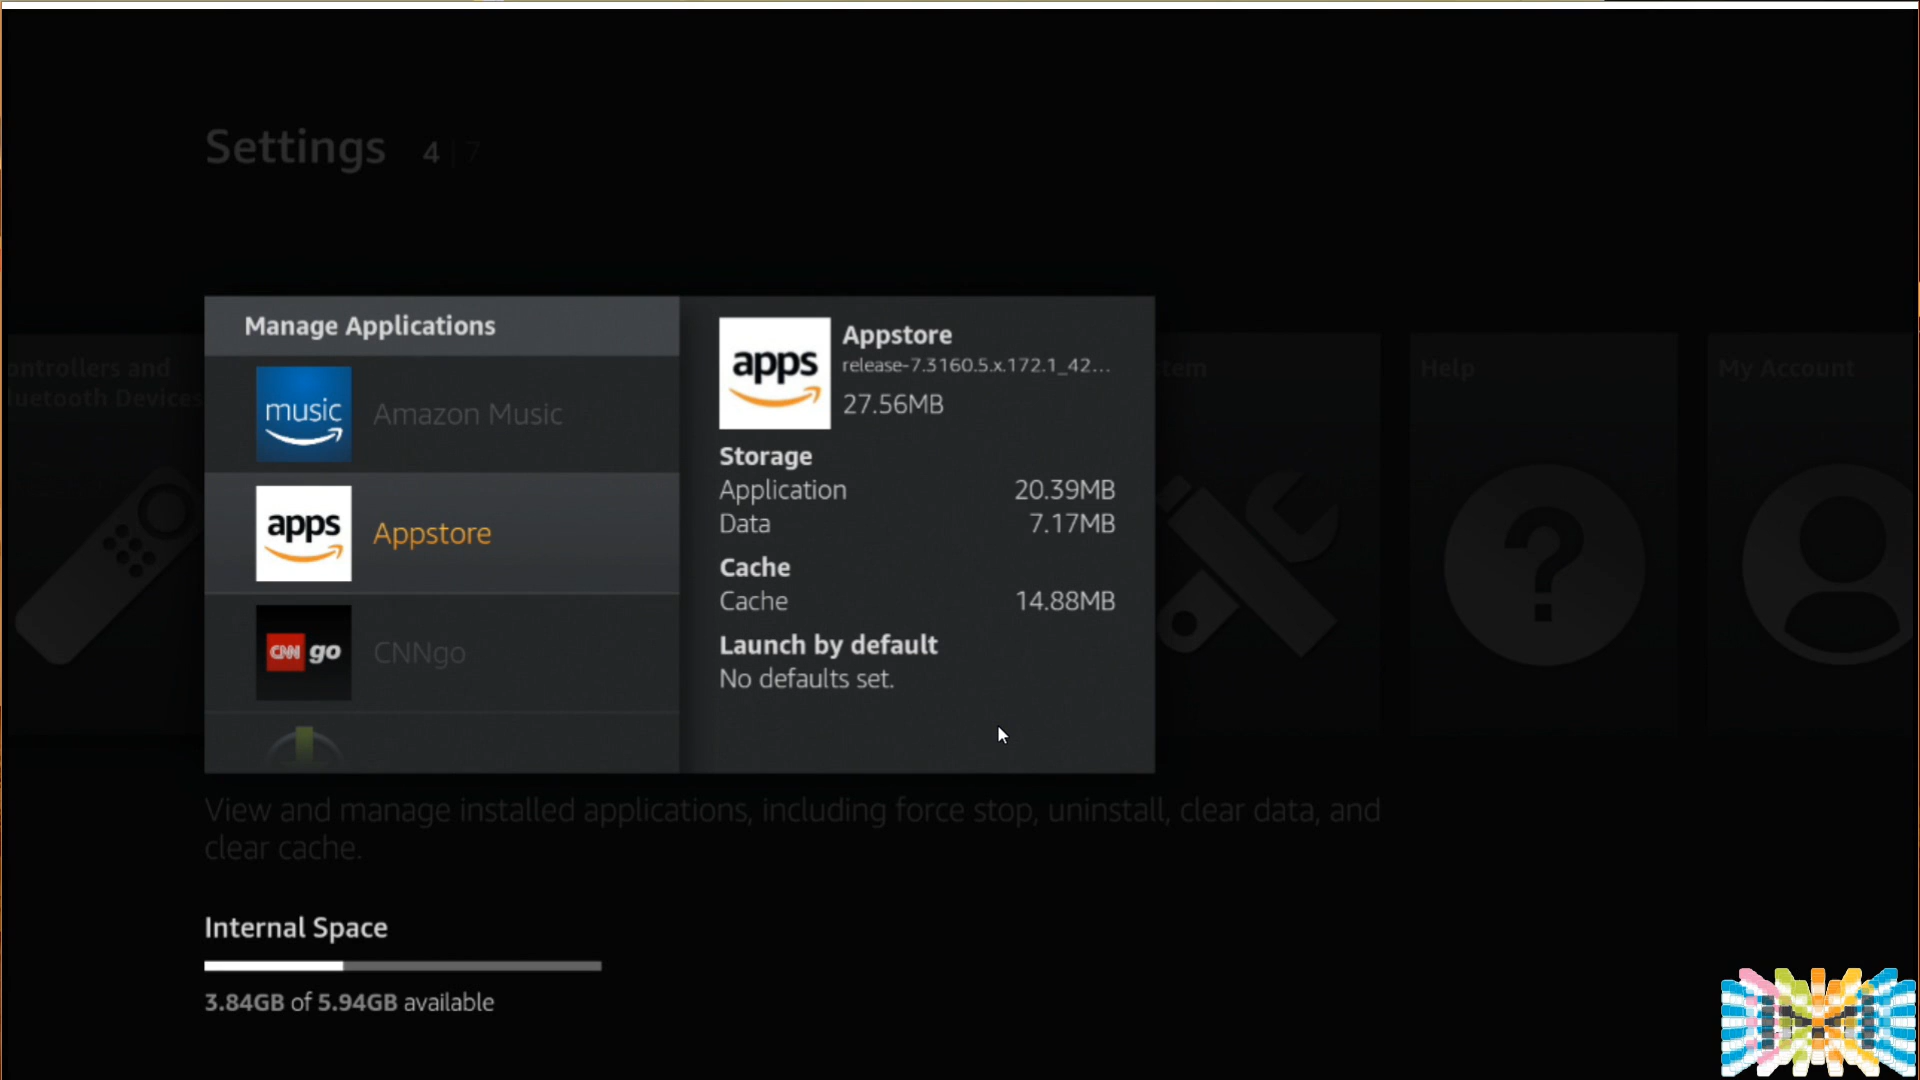 Settings 4 | 7
Manage Applications
music
Amazon Music
apps
Appstore
CNN go
CNNgo
apps
Appstore
release-7.3160.5.x.172.1_42...
27.56MB
Storage
Application 20.39MB
Data 7.17MB
Cache
Cache 14.88MB
Launch by default
No defaults set.
ontrollers and
luetooth Devices
tem
Help
?
My Account
View and manage installed applications, including force stop, uninstall, clear data, and
clear cache.
Internal Space
3.84GB of 5.94GB available